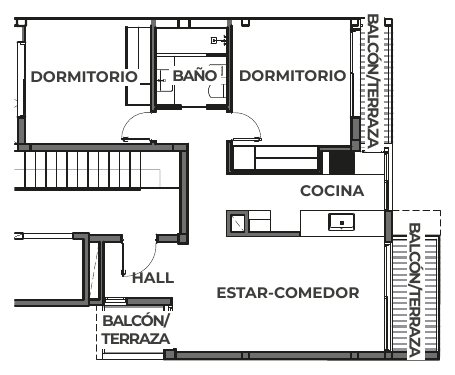 DORMITORIO
BAÑO
DORMITORIO
BALCÓN/TERRAZA
COCINA
HALL
ESTAR-COMEDOR
BALCÓN/TERRAZA
BALCÓN/
TERRAZA